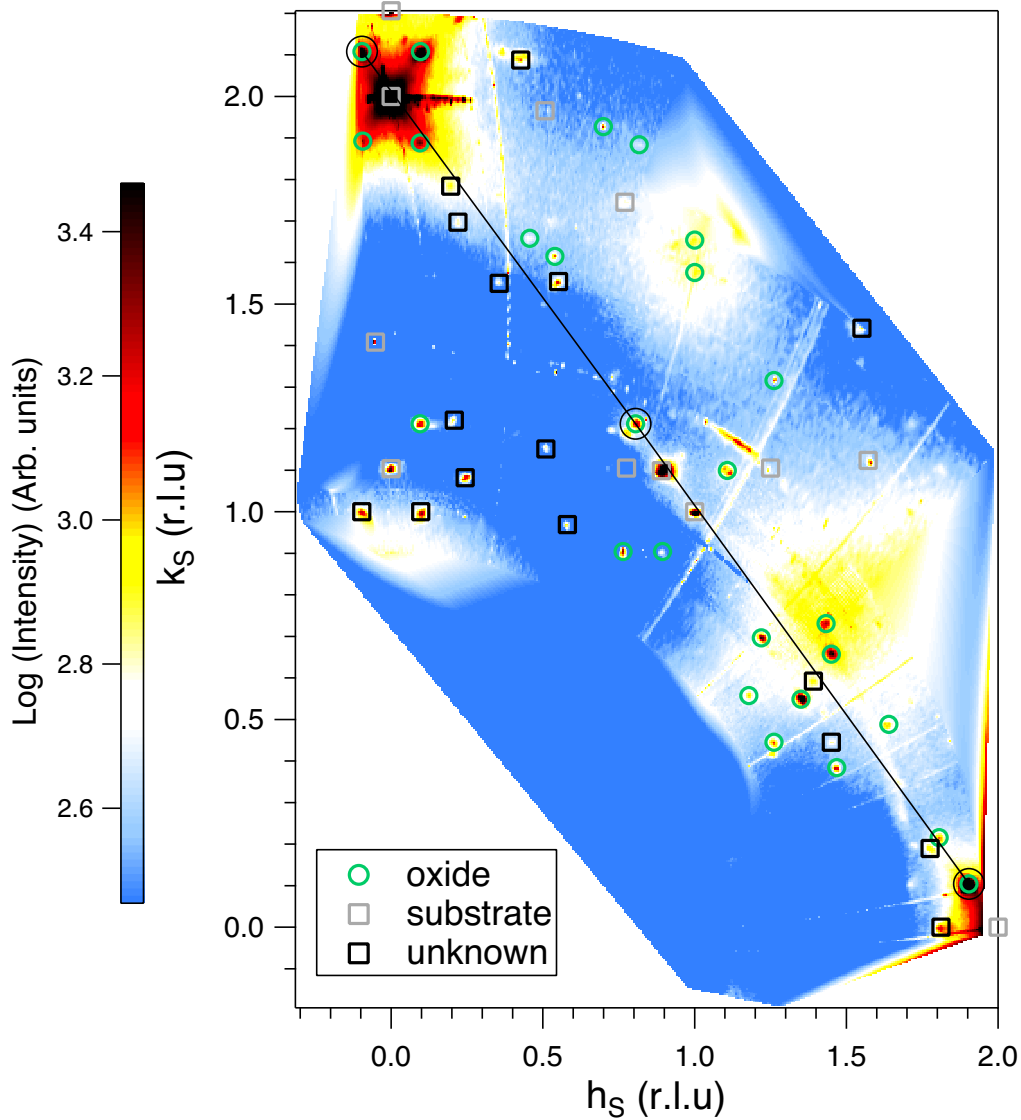 2.0
1.5
1.0
0.5
0.0
k_S (r.l.u)
3.4
3.2
3.0
2.8
2.6
Log (Intensity) (Arb. units)
oxide
substrate
unknown
0.0
0.5
1.0
1.5
2.0
h_S (r.l.u)